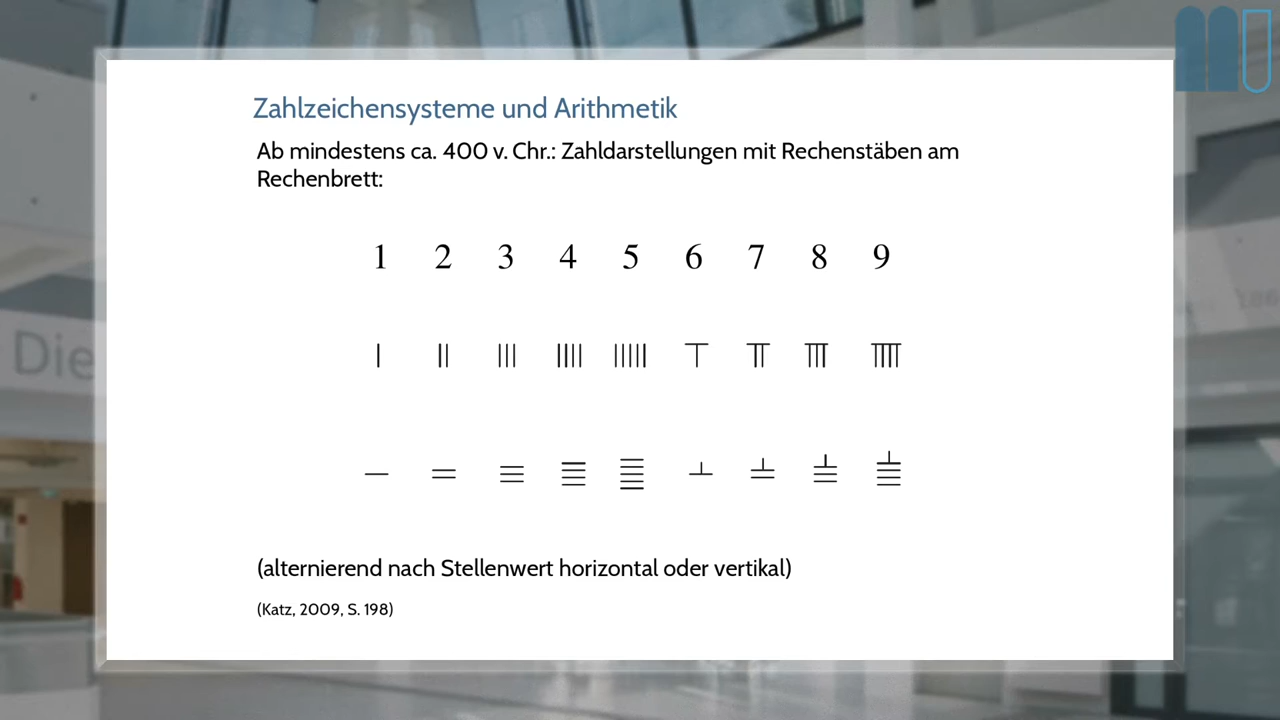 Zahlzeichensysteme und Arithmetik
Ab mindestens ca. 400 v. Chr.: Zahldarstellungen mit Rechenstäben am
Rechenbrett:
1 2 3 4 5 6 7 8 9
(alternierend nach Stellenwert horizontal oder vertikal)
(Katz, 2009, S. 198)
Die